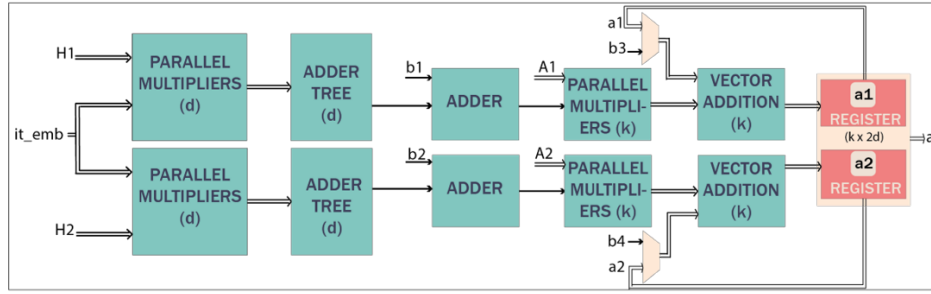 H1
it_emb
H2
PARALLEL
MULTIPLIERS
(d)
PARALLEL
MULTIPLIERS
(d)
ADDER
TREE
(d)
ADDER
TREE
(d)
b1
ADDER
b2
ADDER
A1
PARALLEL
MULTIPLI-
ERS (k)
A2
PARALLEL
MULTIPLI-
ERS (k)
a1
b3
b4
a2
VECTOR
ADDITION
(k)
VECTOR
ADDITION
(k)
a1
REGISTER
(k x 2d)
a2
REGISTER
a